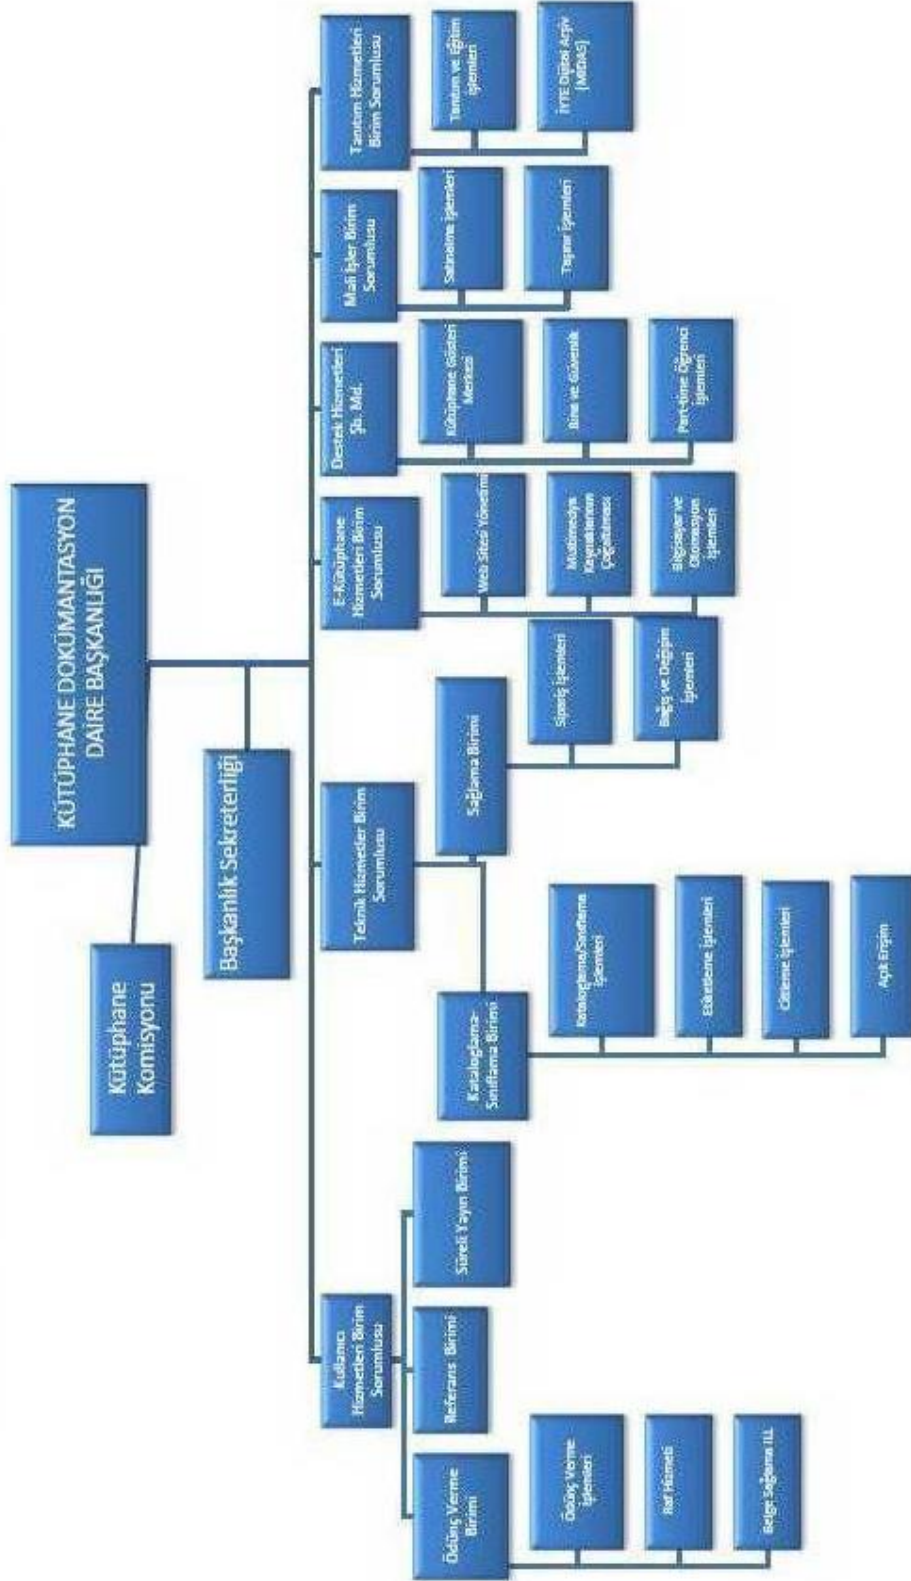 KÜTÜPHANE DOKÜMANTASYON
DAİRE BAŞKANLIĞI
Kütüphane
Komisyonu
Başkanlık Sekreterliği
Kullanıcı
Hizmetleri Birim
Sorumlusu
Teknik Hizmetler Birim
Sorumlusu
E-Kütüphane
Hizmetleri Birim
Sorumlusu
Destek Hizmetleri
Şb. Md.
Mali İşler Birim
Sorumlusu
Tanıtım Hizmetleri
Birim Sorumlusu
Ödünç Verme
Birimi
Referans Birimi
Süreli Yayın Birimi
Ödünç Verme
İşlemleri
Raf Hizmeti
Belge Sağlama ILL
Kataloglama-
Sınıflama Birimi
Sağlama Birimi
Kataloglama/Sınıflama
İşlemleri
Etiketleme İşlemleri
Ciltleme İşlemleri
Açık Erişim
Sipariş İşlemleri
Bağış ve Değişim
İşlemleri
Web Sitesi Yönetimi
Multimedya
Kaynaklarının
Çoğaltılması
Bilgisayar ve
Otomasyon
İşlemleri
Kütüphane Gösteri
Merkezi
Bina ve Güvenlik
Part-time Öğrenci
İşlemleri
Satınalma İşlemleri
Taşınır İşlemleri
Tanıtım ve Eğitim
İşlemleri
İYTE Dijital Arşiv
(MİDAS)